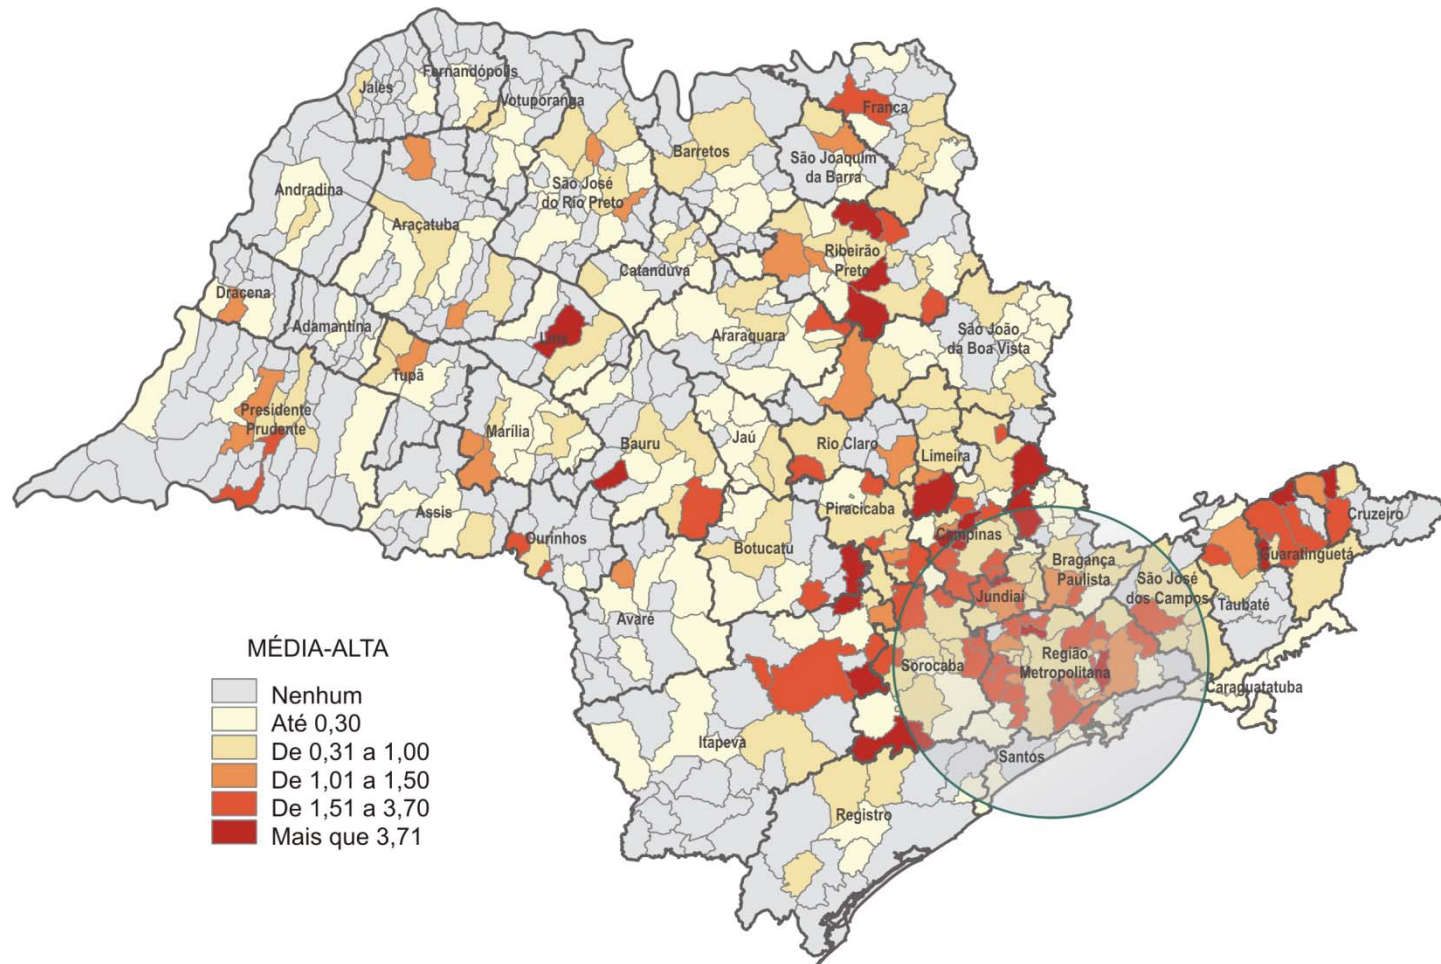 Fernandópolis
Jales
Votuporanga
Franca
Barretos
São Joaquim
da Barra
Andradina
São José
do Rio Preto
Araçatuba
Ribeirão
Preto
Catanduva
Dracena
Adamantina
Lins
Araraquara
São João
da Boa Vista
Tupã
Presidente
Prudente
Marília
Bauru
Jaú
Rio Claro
Limeira
Assis
Piracicaba
Cruzeiro
Ourinhos
Botucatu
Campinas
Guaratinguetá
Bragança
Paulista
São José
dos Campos
Jundiaí
Taubaté
Avaré
Sorocaba
Região
Metropolitana
Caraguatatuba
Itapeva
Santos
Registro
MÉDIA-ALTA
Nenhum
Até 0,30
De 0,31 a 1,00
De 1,01 a 1,50
De 1,51 a 3,70
Mais que 3,71